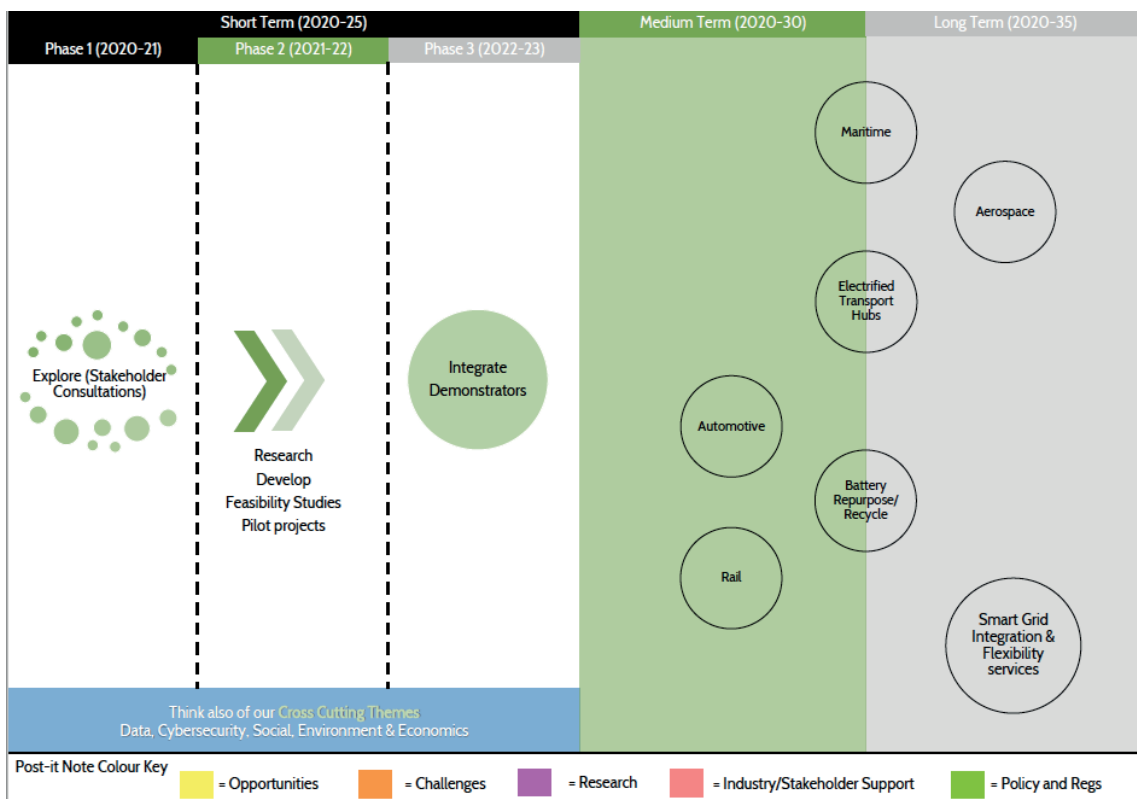 Short Term (2020-25)
Medium Term (2020-30)
Long Term (2020-35)
Phase 1 (2020-21)
Phase 2 (2021-22)
Phase 3 (2022-23)
Maritime
Aerospace
Electrified
Transport
Hubs
Explore (Stakeholder
Consultations)
Integrate
Demonstrators
Automotive
Research
Develop
Feasibility Studies
Pilot projects
Battery
Repurpose/
Recycle
Rail
Smart Grid
Integration &
Flexibility
services
Think also of our Cross Cutting Themes
Data, Cybersecurity, Social, Environment & Economics
Post-it Note Colour Key
= Opportunities
= Challenges
= Research
= Industry/Stakeholder Support
= Policy and Regs